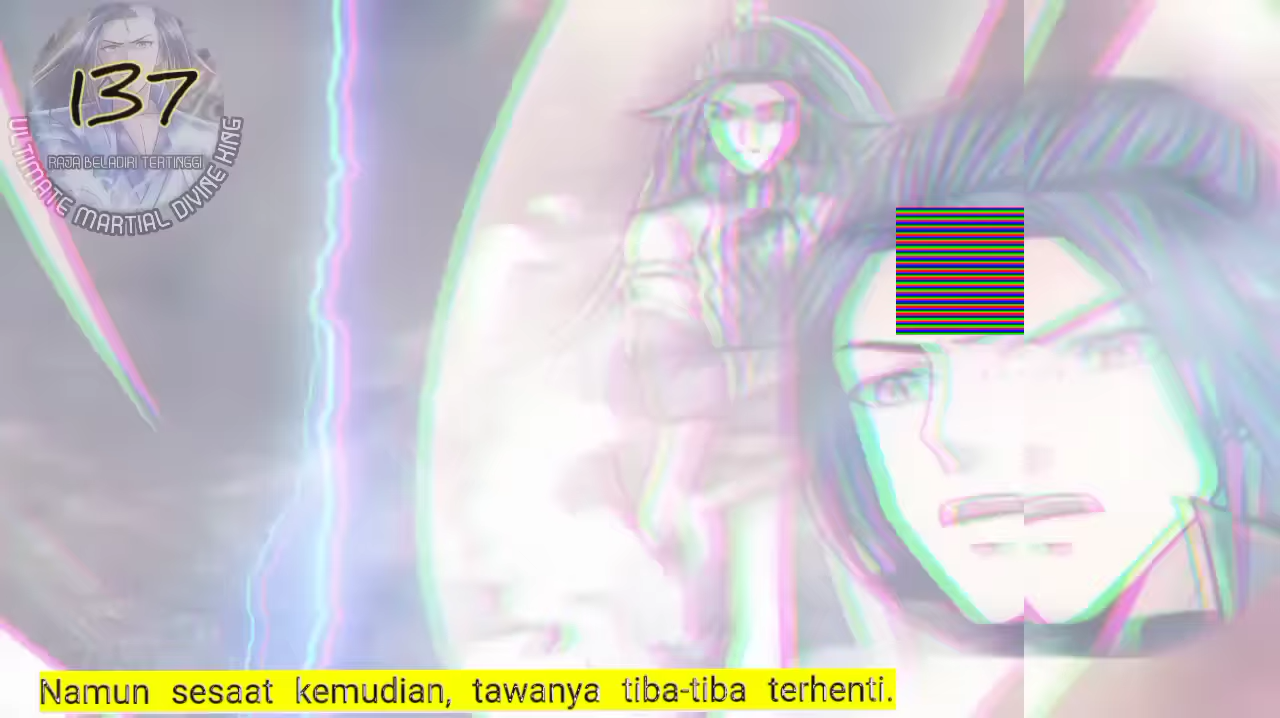 137
RAJA BELADIRI TERTINGGI
ULTIMATE MARTIAL DIVINE KING
Namun sesaat kemudian, tawanya tiba-tiba terhenti.